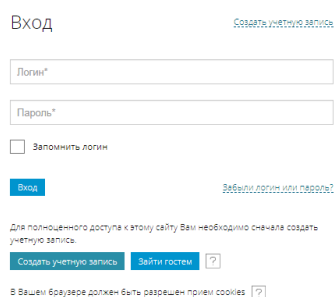 Вход
Создать учетную запись
Логин*
Пароль*
Запомнить логин
Вход
Забыли логин или пароль?
Для полноценного доступа к этому сайту Вам необходимо сначала создать
учетную запись.
Создать учетную запись Зайти гостем ?
В Вашем браузере должен быть разрешен прием cookies ?